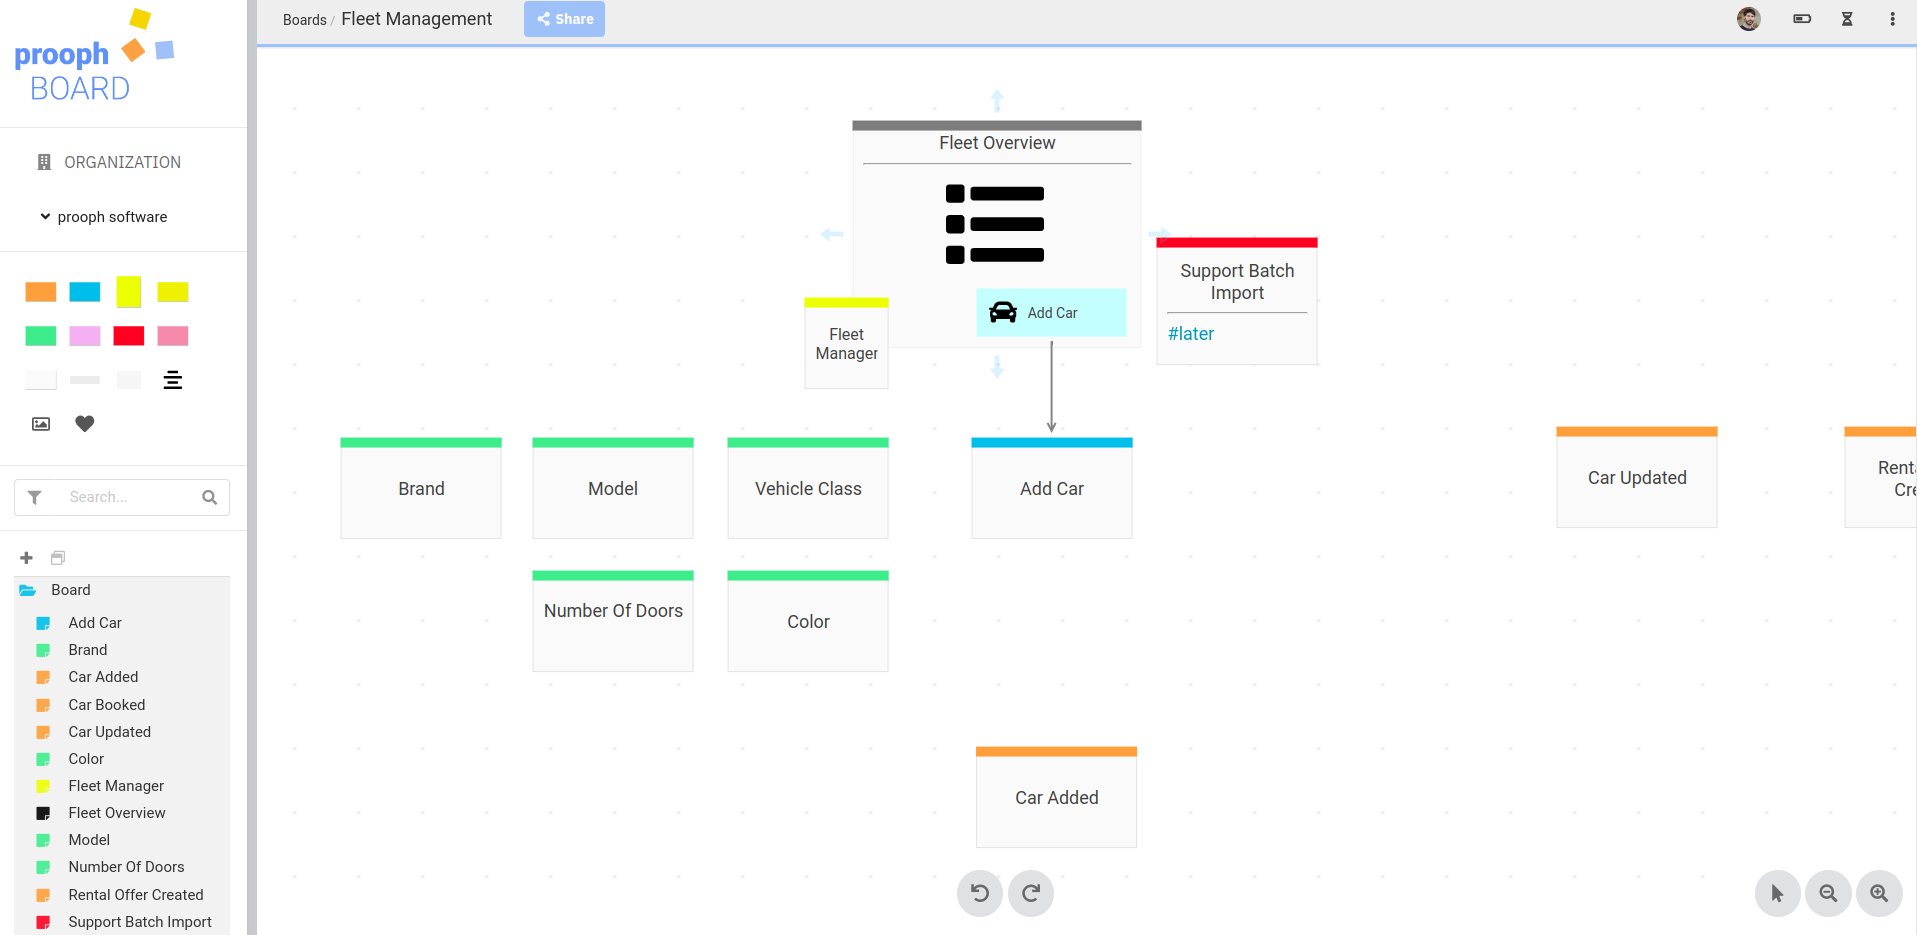 prooph
BOARD
ORGANIZATION
prooph software
Search...
Board
Add Car
Brand
Car Added
Car Booked
Car Updated
Color
Fleet Manager
Fleet Overview
Model
Number Of Doors
Rental Offer Created
Support Batch Import
Boards / Fleet Management
Share
Fleet Overview
Add Car
Fleet
Manager
Support Batch
Import
#later
Brand
Model
Vehicle Class
Add Car
Car Updated
Rent
Cre
Number Of Doors
Color
Car Added